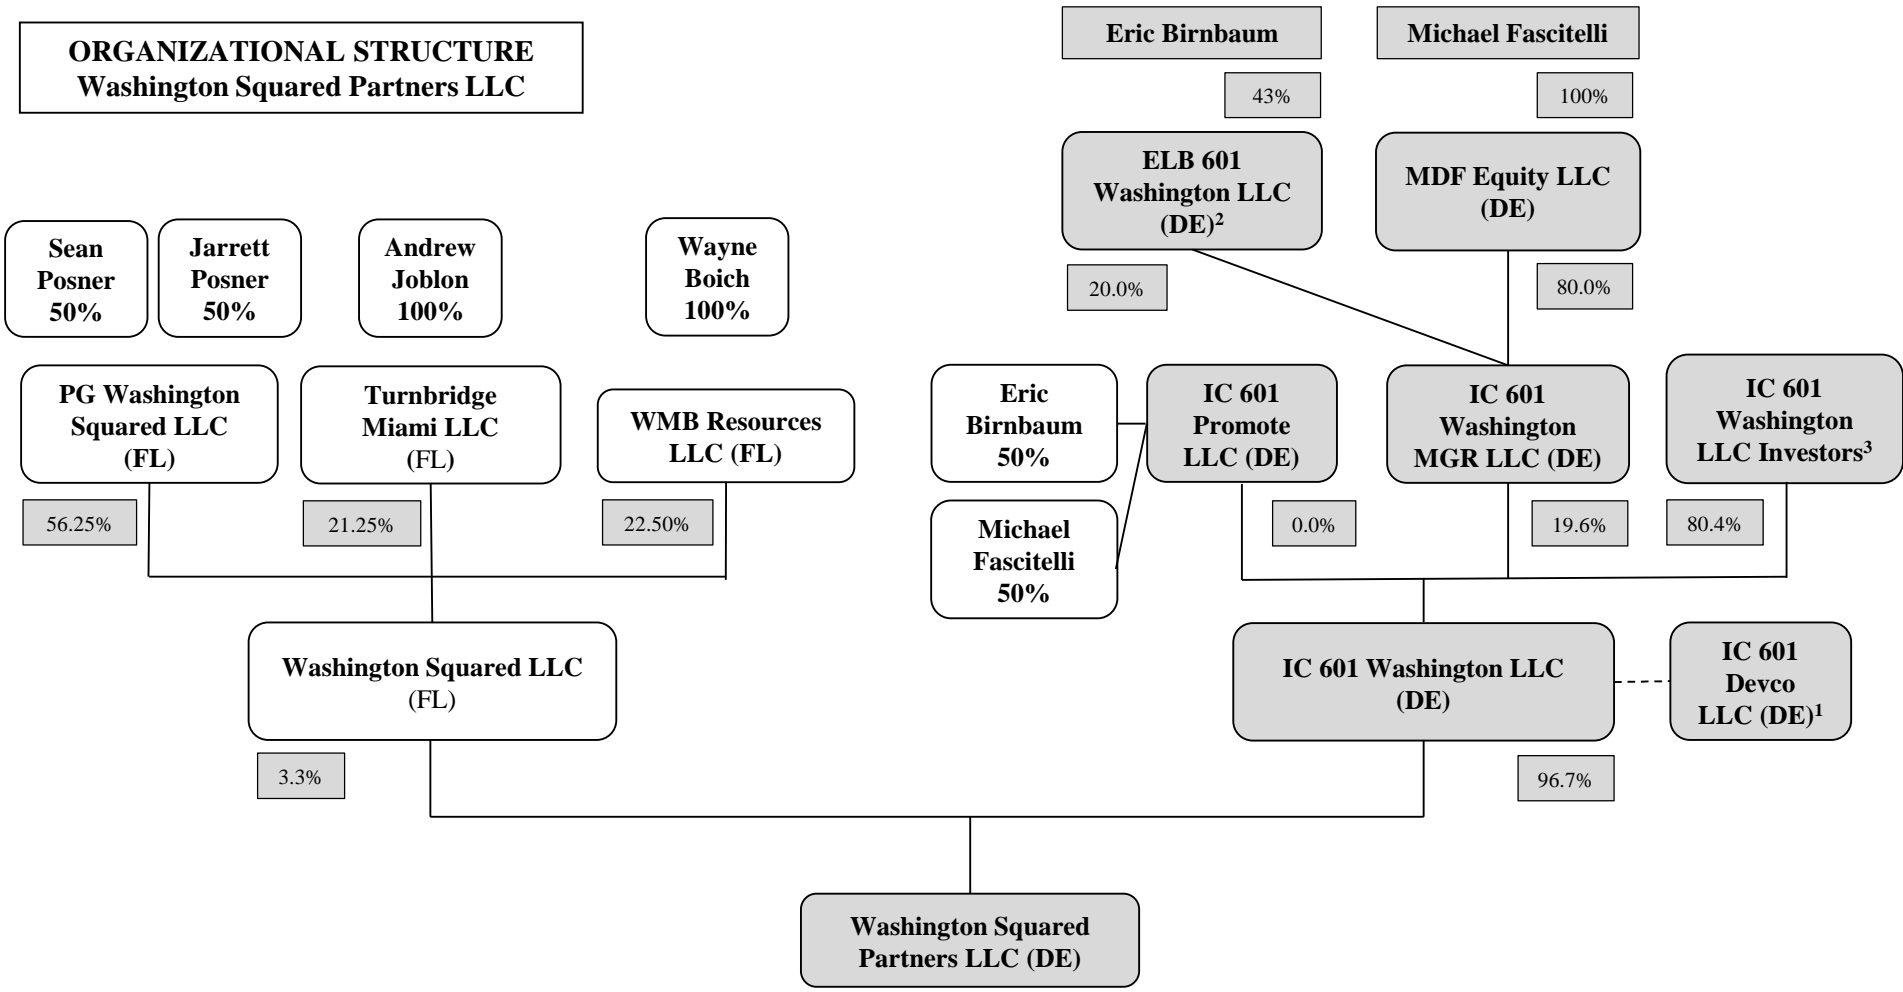 ORGANIZATIONAL STRUCTURE
Washington Squared Partners LLC
Eric Birnbaum
Michael Fascitelli
43%
100%
ELB 601
Washington LLC
(DE)²
MDF Equity LLC
(DE)
20.0%
80.0%
Sean
Posner
50%
Jarrett
Posner
50%
Andrew
Joblon
100%
Wayne
Boich
100%
PG Washington
Squared LLC
(FL)
Turnbridge
Miami LLC
(FL)
WMB Resources
LLC (FL)
Eric
Birnbaum
50%
Michael
Fascitelli
50%
IC 601
Promote
LLC (DE)
IC 601
Washington
MGR LLC (DE)
IC 601
Washington
LLC Investors³
56.25%
21.25%
22.50%
0.0%
19.6%
80.4%
Washington Squared LLC
(FL)
IC 601 Washington LLC
(DE)
IC 601
Devco
LLC (DE)¹
3.3%
96.7%
Washington Squared
Partners LLC (DE)